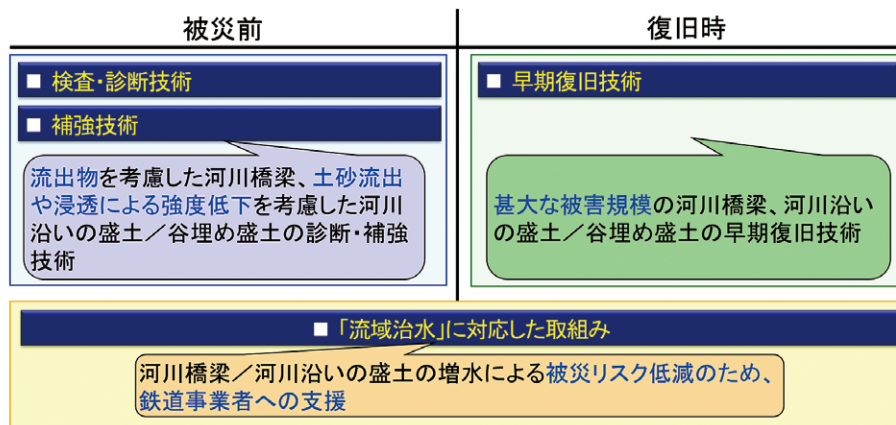 被災前
復旧時
■ 検査・診断技術
■ 補強技術
流出物を考慮した河川橋梁、土砂流出
や浸透による強度低下を考慮した河川
沿いの盛土／谷埋め盛土の診断・補強
技術
■ 早期復旧技術
甚大な被害規模の河川橋梁、河川沿い
の盛土／谷埋め盛土の早期復旧技術
■ 「流域治水」に対応した取組み
河川橋梁／河川沿いの盛土の増水による被災リスク低減のため、
鉄道事業者への支援